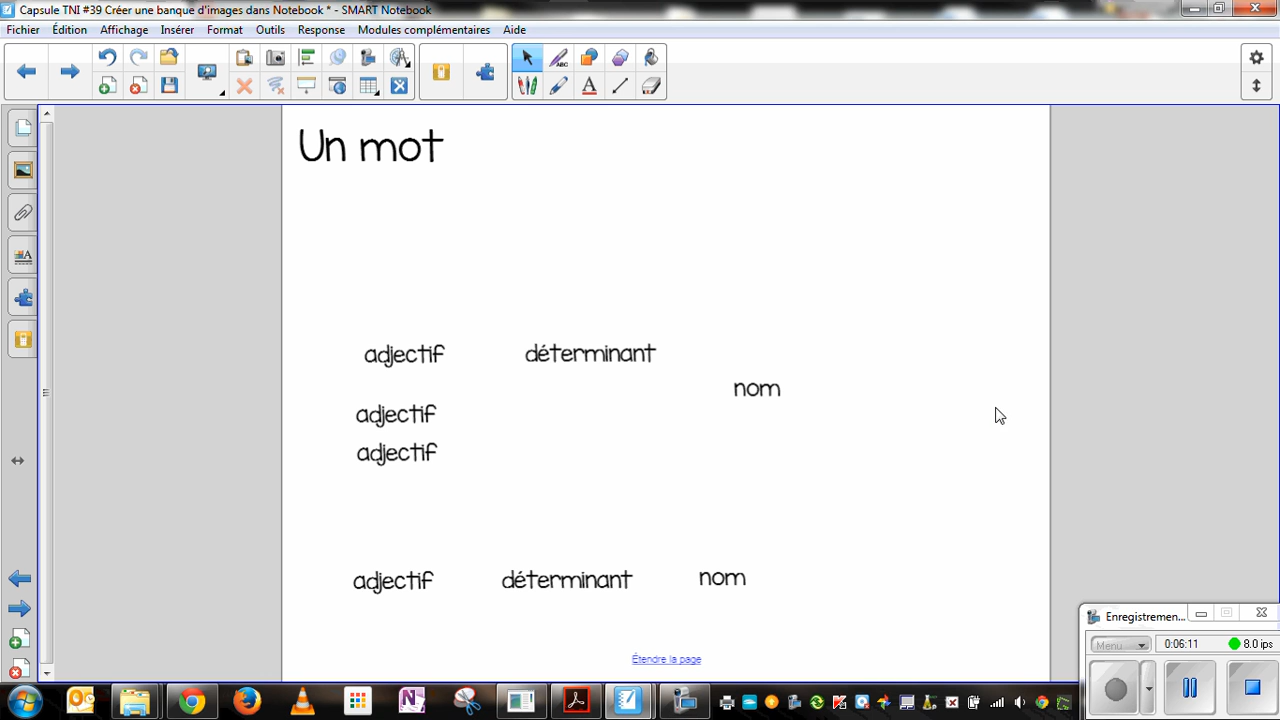 Capsule TNI #39 Créer une banque d'images dans Notebook * - SMART Notebook
Fichier Édition Affichage Insérer Format Outils Response Modules complémentaires Aide
Un mot
adjectif déterminant
nom
adjectif
adjectif
adjectif déterminant nom
Étendre la page
Enregistremen...
Menu 0:06:11 8.0 ips